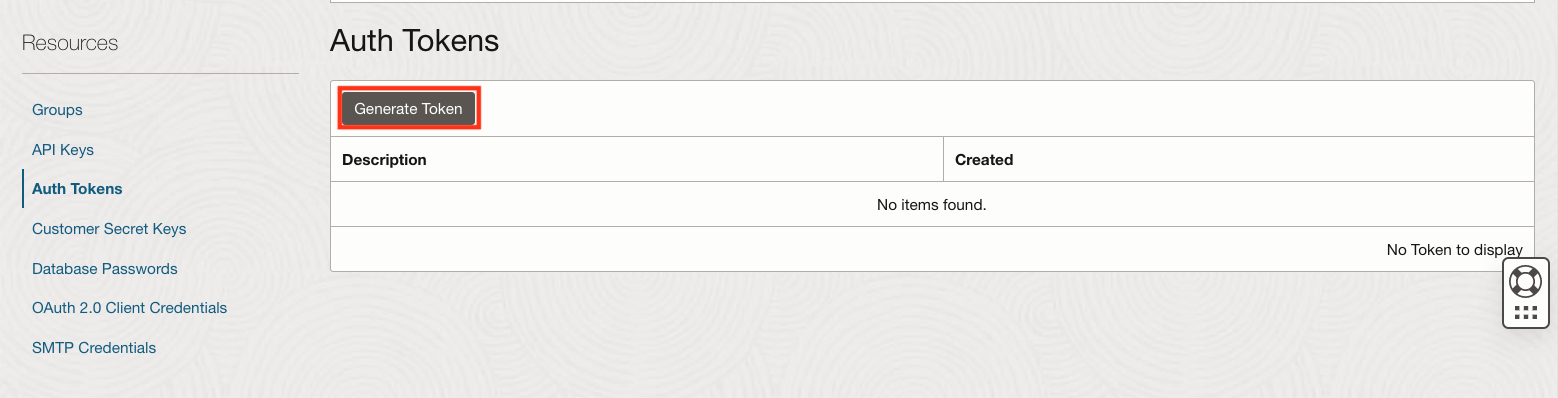 Resources
Groups
API Keys
Auth Tokens
Customer Secret Keys
Database Passwords
OAuth 2.0 Client Credentials
SMTP Credentials
Auth Tokens
Generate Token
Description Created
No items found.
No Token to display